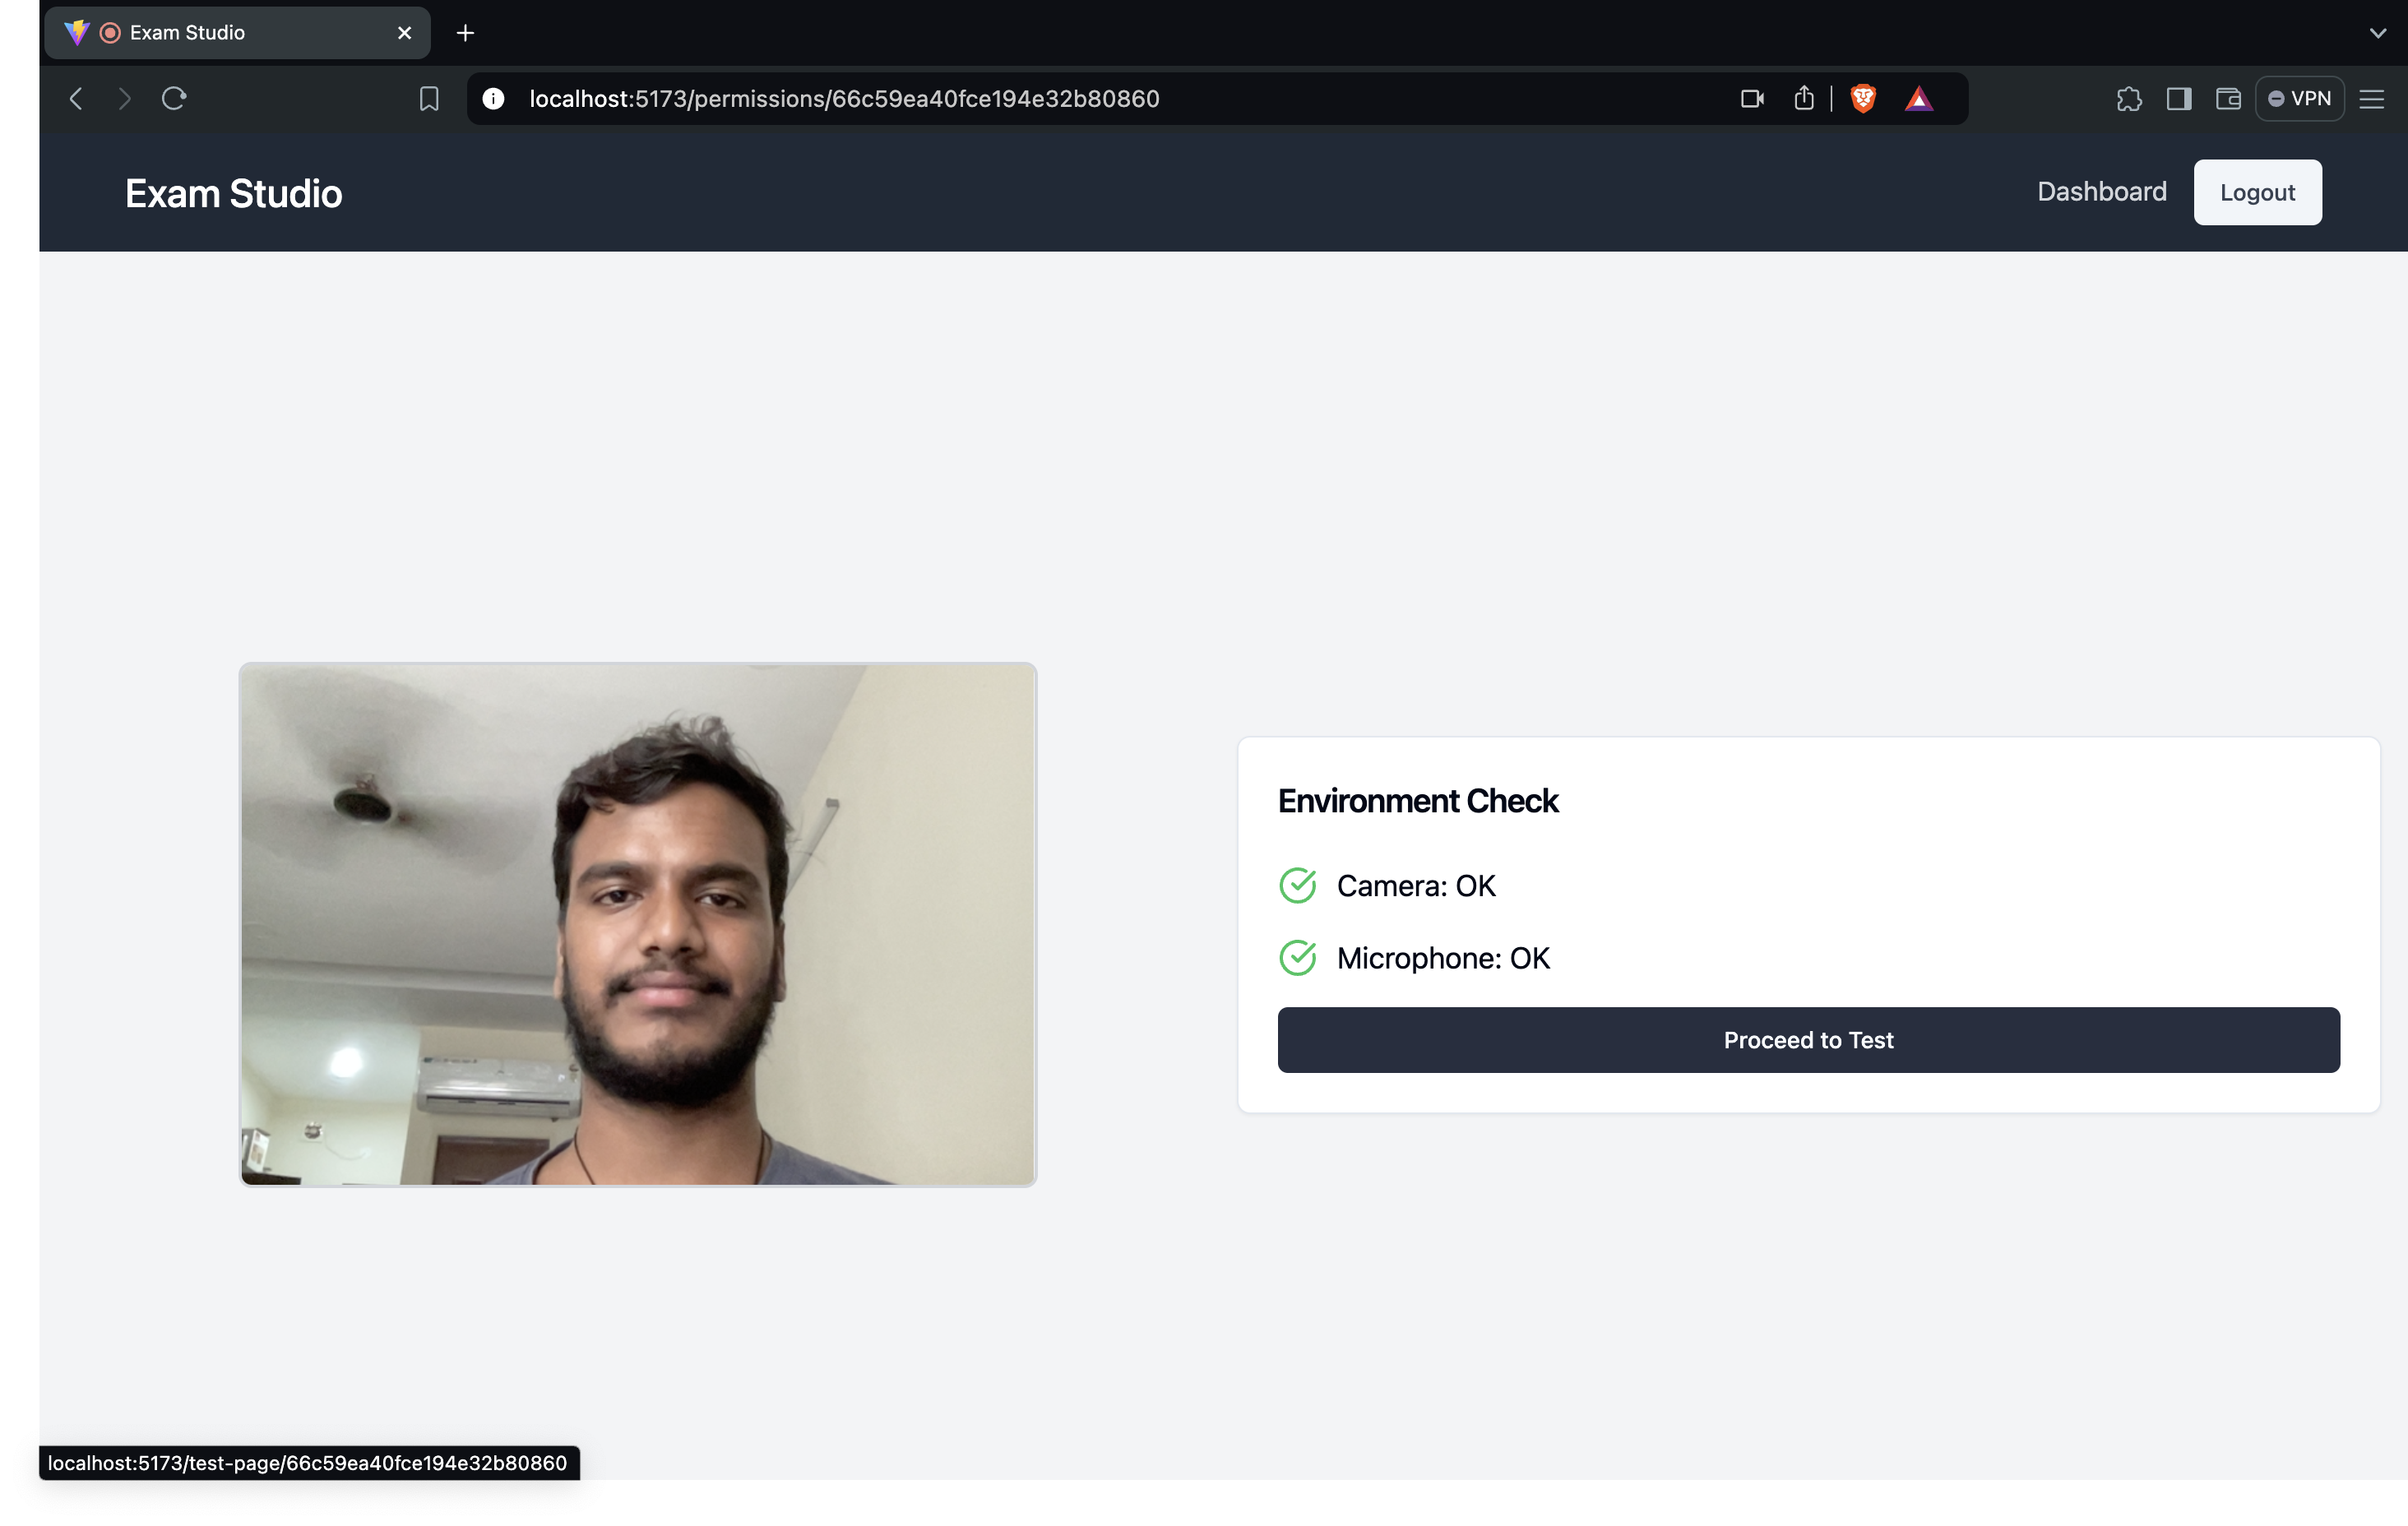 Exam Studio
localhost:5173/permissions/66c59ea40fce194e32b80860
VPN
Exam Studio
Dashboard
Logout
Environment Check
Camera: OK
Microphone: OK
Proceed to Test
localhost:5173/test-page/66c59ea40fce194e32b80860